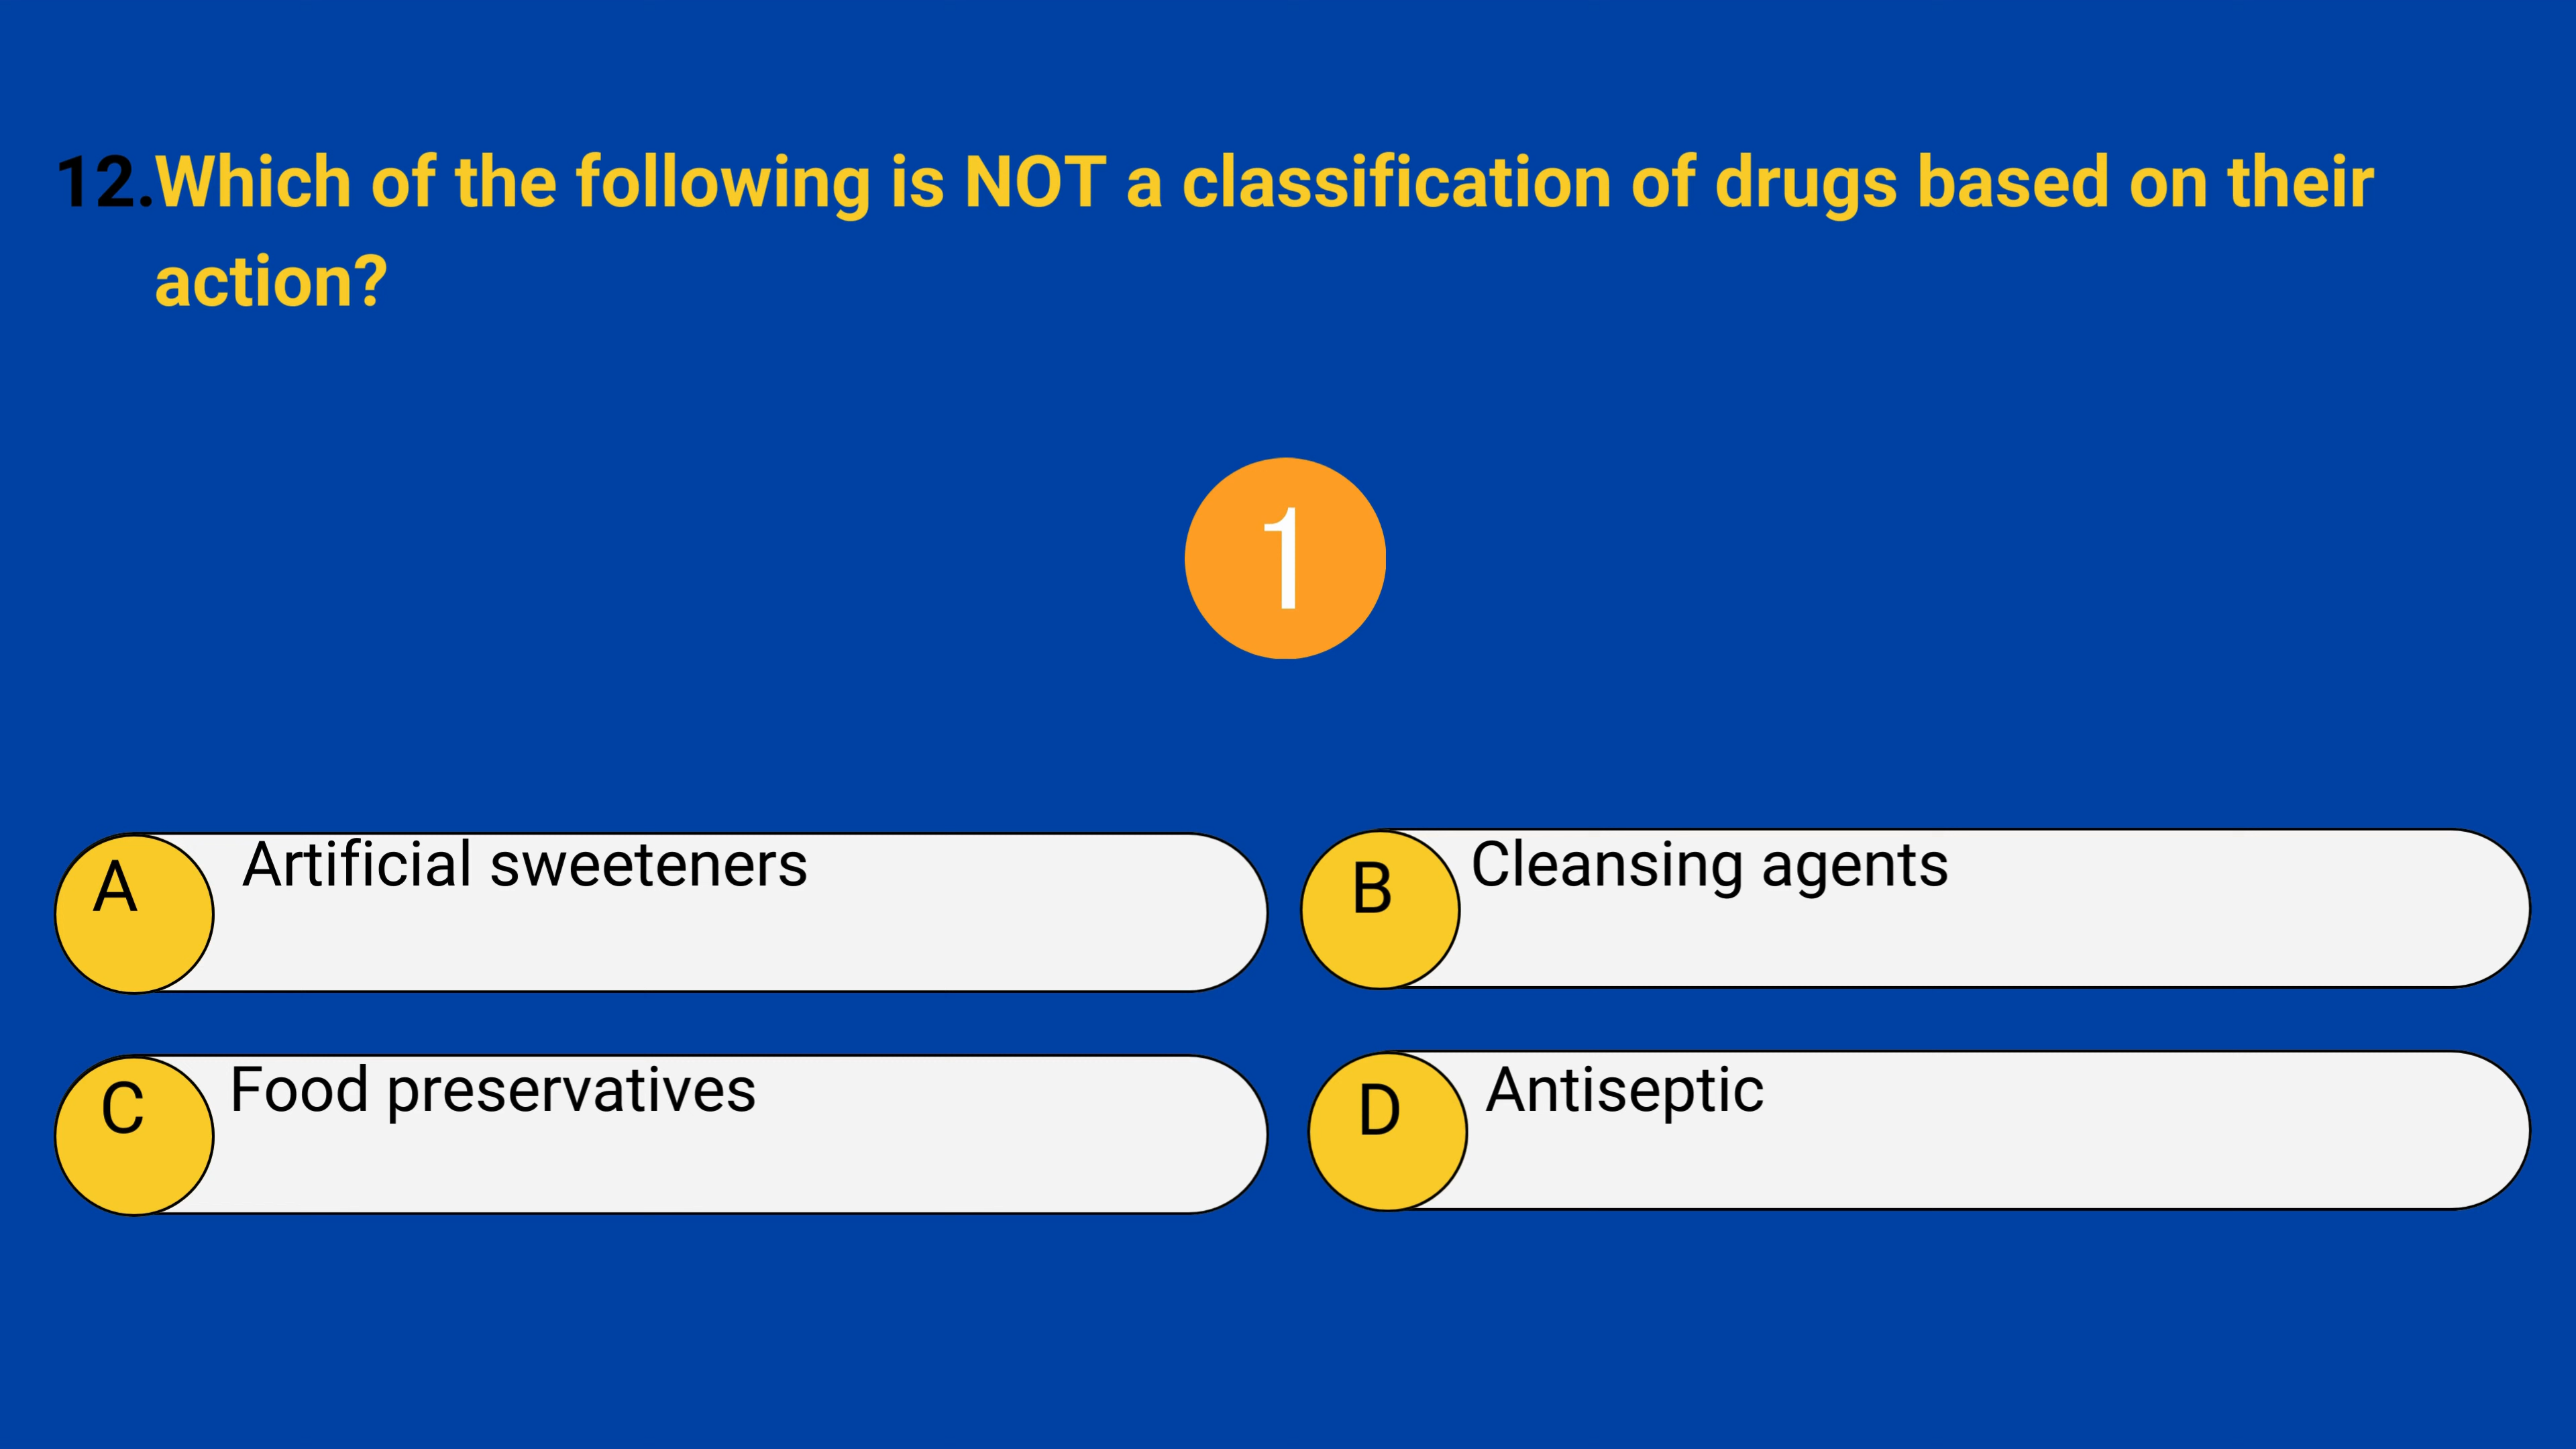 12.Which of the following is NOT a classification of drugs based on their
action?
1
A Artificial sweeteners
B Cleansing agents
C Food preservatives
D Antiseptic